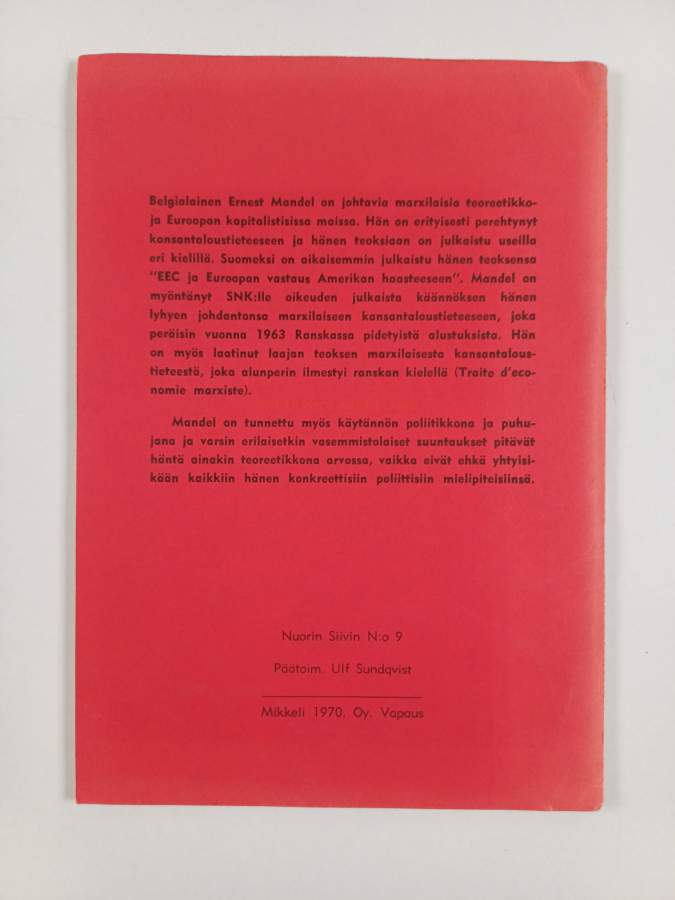 Belgialainen Ernest Mandel on johtavia marxilaisia teoreetikko-
ja Euroopan kapitalistisissa maissa. Hän on erityisesti perehtynyt
kansantaloustieteeseen ja hänen teoksiaan on julkaistu useilla
eri kielillä. Suomeksi on aikaisemmin julkaistu hänen teoksensa
"EEC ja Euroopan vastaus Amerikan haasteeseen". Mandel on
myöntänyt SNK:lle oikeuden julkaista käännöksen hänen
lyhyen johdantonsa marxilaiseen kansantaloustieteeseen, joka
peräisin vuonna 1963 Ranskassa pidetyistä alustuksista. Hän
on myös laatinut laajan teoksen marxilaisesta kansantalous-
tieteestä, joka alunperin ilmestyi ranskan kielellä (Traite d'eco-
nomie marxiste).
Mandel on tunnettu myös käytännön poliitikkona ja puhu-
jana ja varsin erilaisetkin vasemmistolaiset suuntaukset pitävät
häntä ainakin teoreetikkona arvossa, vaikka eivät ehkä yhtyisi-
kään kaikkiin hänen konkreettisiin poliittisiin mielipiteisiinsä.
Nuorin Siivin N:o 9
Päätoim. Ulf Sundqvist
Mikkeli 1970. Oy. Vapaus